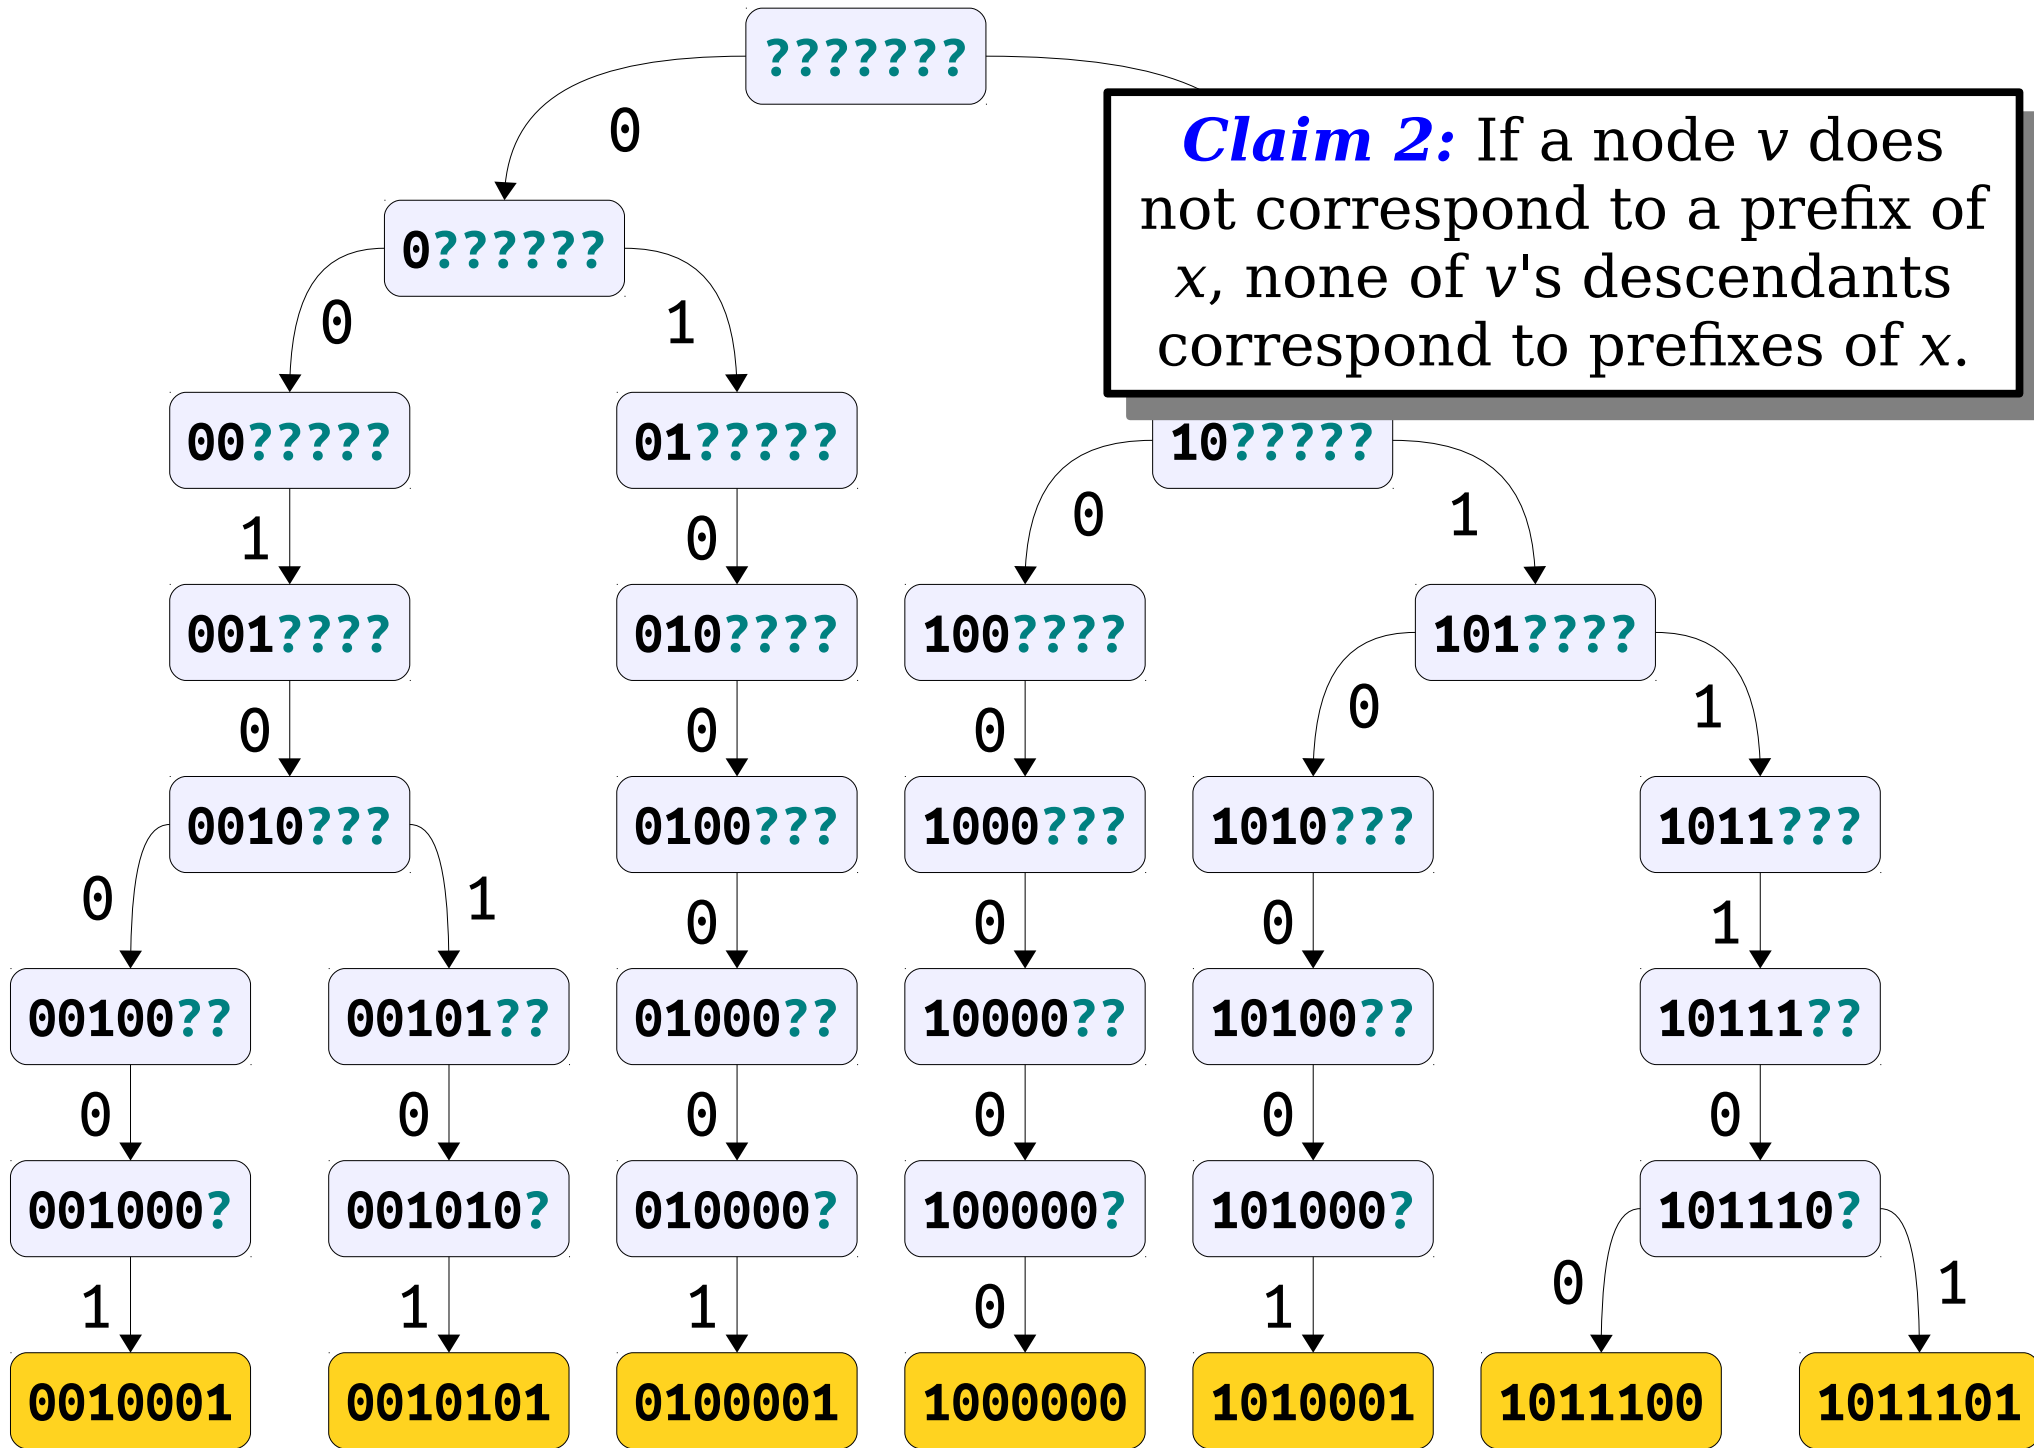 ???????
0
Claim 2: If a node v does
not correspond to a prefix of
x, none of v's descendants
correspond to prefixes of x.
0??????
0 1
00????? 01????? 10?????
1 0 0 1
001???? 010???? 100???? 101????
0 0 0 0 1
0010??? 0100??? 1000??? 1010??? 1011???
0 1 0 0 0 1
00100?? 00101?? 01000?? 10000?? 10100?? 10111??
0 0 0 0 0 0
001000? 001010? 010000? 100000? 101000? 101110?
1 1 1 0 1 0 1
0010001 0010101 0100001 1000000 1010001 1011100 1011101